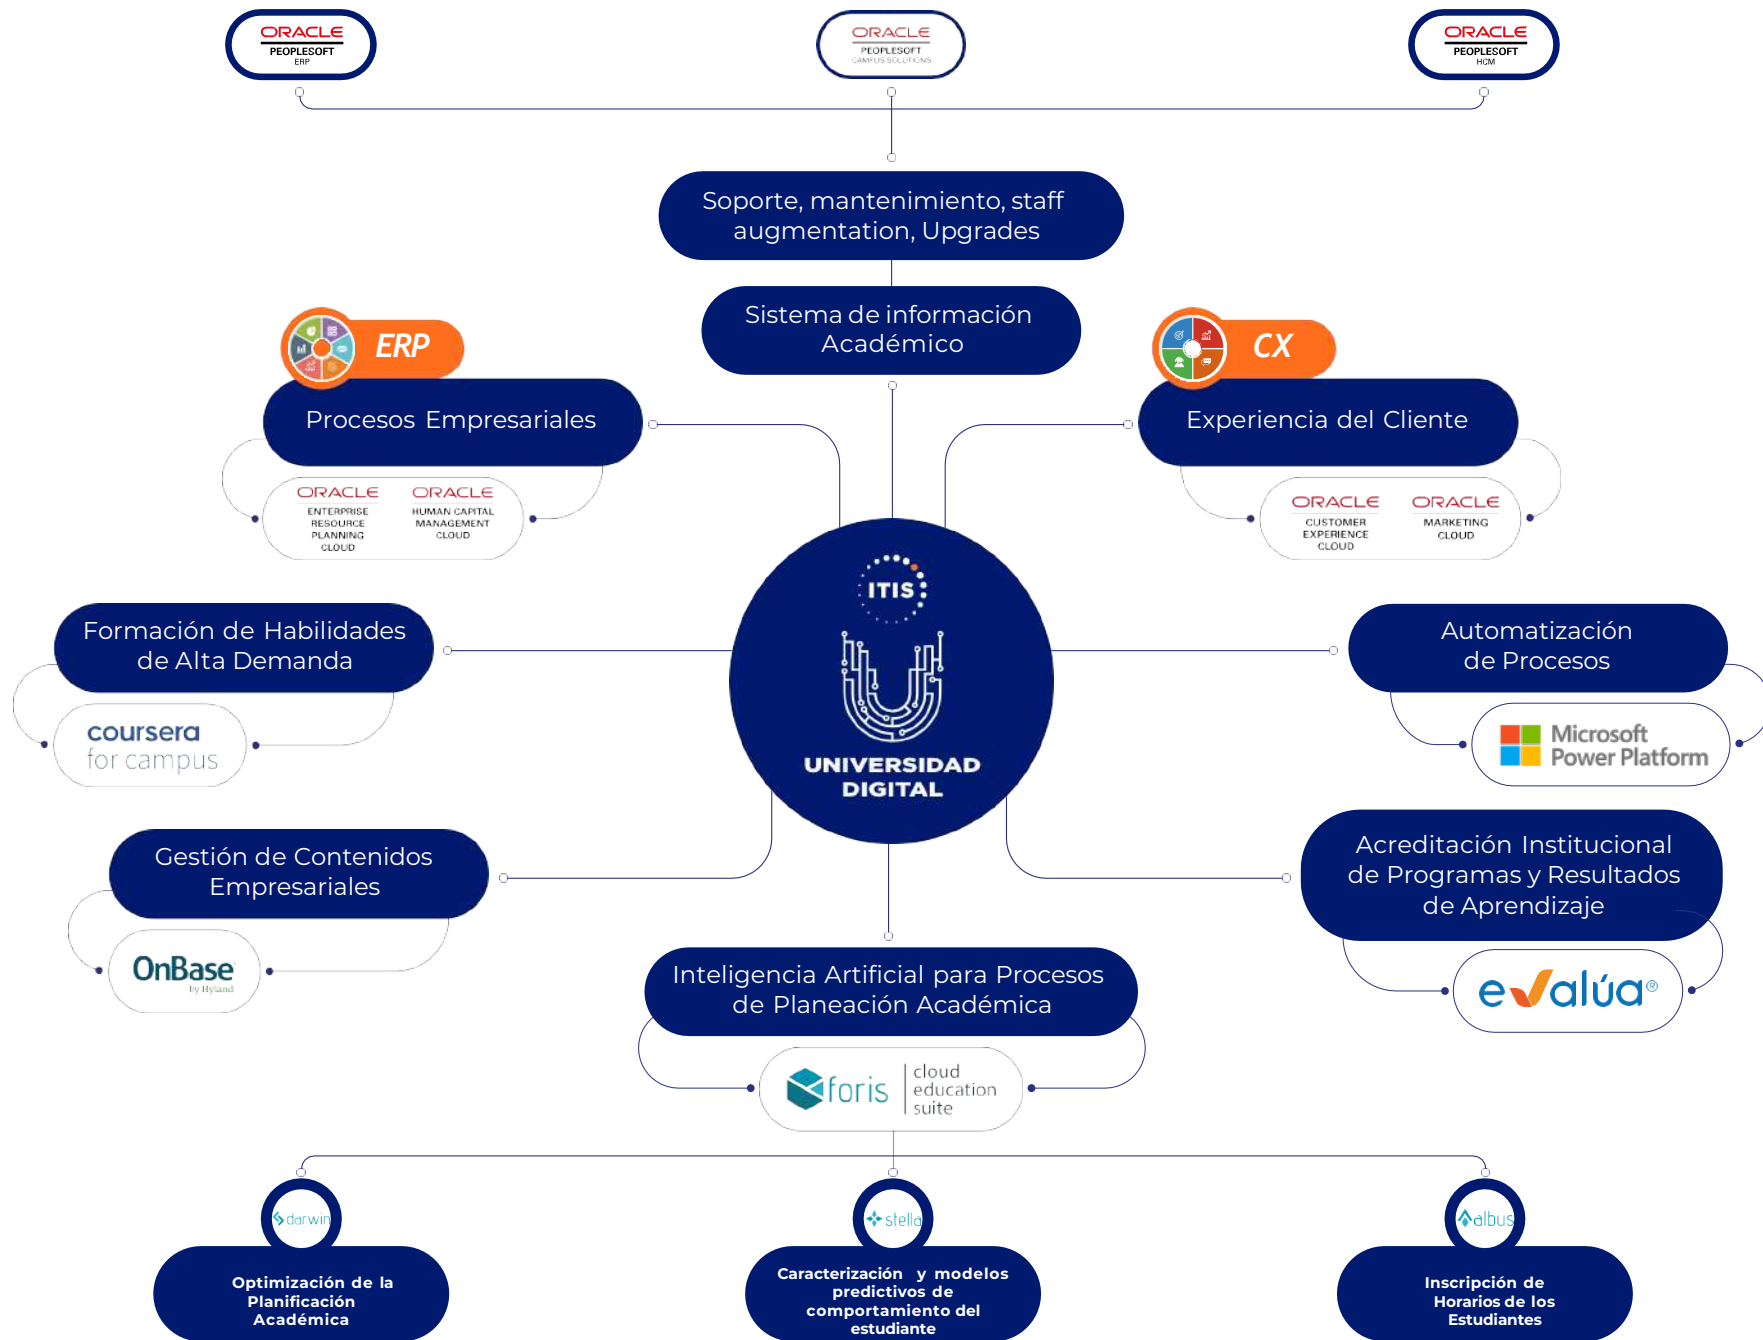 ORACLE
PEOPLESOFT
ERP
ORACLE
PEOPLESOFT
CAMPUS SOLUTIONS
ORACLE
PEOPLESOFT
HCM
Soporte, mantenimiento, staff
augmentation, Upgrades
Sistema de información
Académico
ERP
Procesos Empresariales
ORACLE
ENTERPRISE
RESOURCE
PLANNING
CLOUD
ORACLE
HUMAN CAPITAL
MANAGEMENT
CLOUD
CX
Experiencia del Cliente
ORACLE
CUSTOMER
EXPERIENCE
CLOUD
ORACLE
MARKETING
CLOUD
ITIS
UNIVERSIDAD
DIGITAL
Formación de Habilidades
de Alta Demanda
coursera
for campus
Automatización
de Procesos
Microsoft
Power Platform
Gestión de Contenidos
Empresariales
OnBase
by Hyland
Acreditación Institucional
de Programas y Resultados
de Aprendizaje
evalúa®
Inteligencia Artificial para Procesos
de Planeación Académica
foris
cloud
education
suite
darwin
Optimización de la
Planificación
Académica
stella
Caracterización y modelos
predictivos de
comportamiento del
estudiante
albus
Inscripción de
Horarios de los
Estudiantes